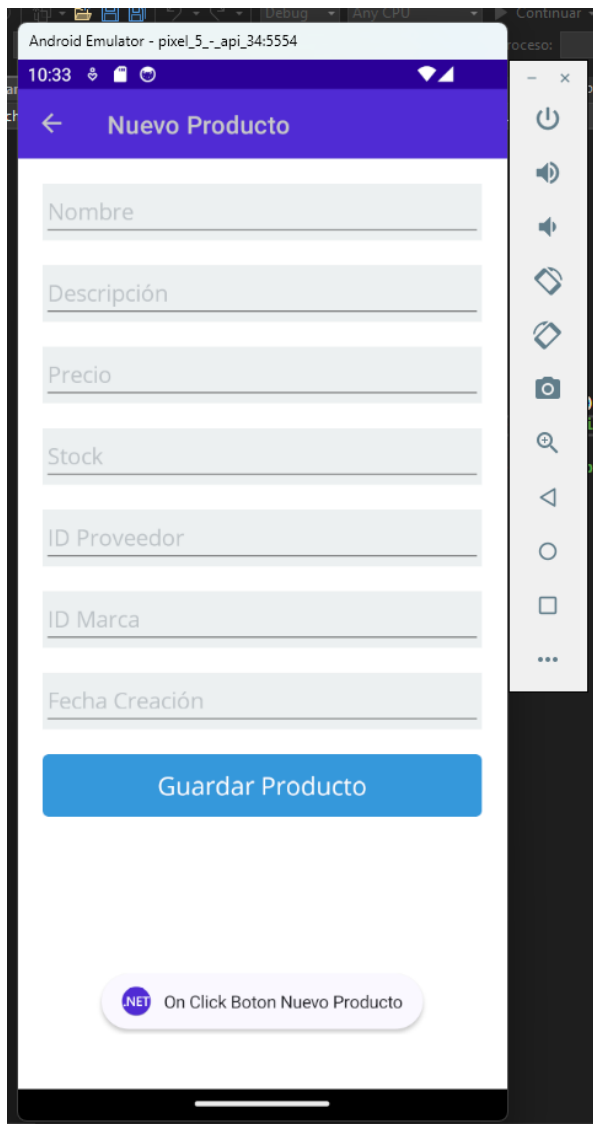 Debug
Any CPU
Continuar
Android Emulator - pixel_5_-_api_34:5554
roceso:
10:33
Nuevo Producto
Nombre
Descripción
Precio
Stock
ID Proveedor
ID Marca
Fecha Creación
Guardar Producto
.NET On Click Boton Nuevo Producto